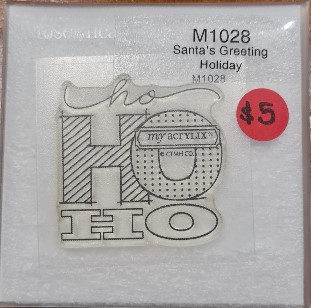 M1028
Santa's Greeting
Holiday
M1028
$5
ho
HO
my ACRYLIX®
© CTMH CO.
HO